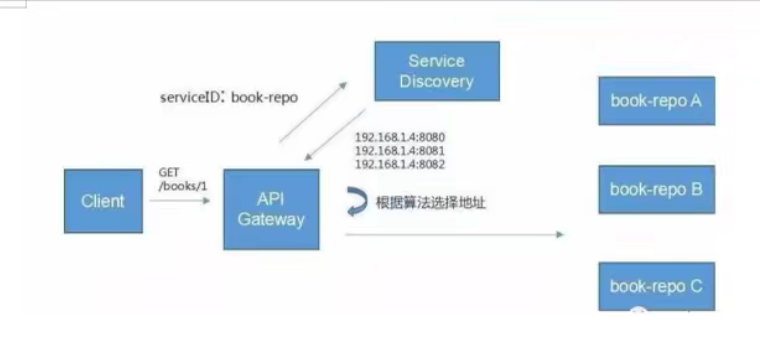 Service
Discovery
serviceID: book-repo
book-repo A
192.168.1.4:8080
192.168.1.4:8081
192.168.1.4:8082
GET
/books/1
Client
API
Gateway
根据算法选择地址
book-repo B
book-repo C